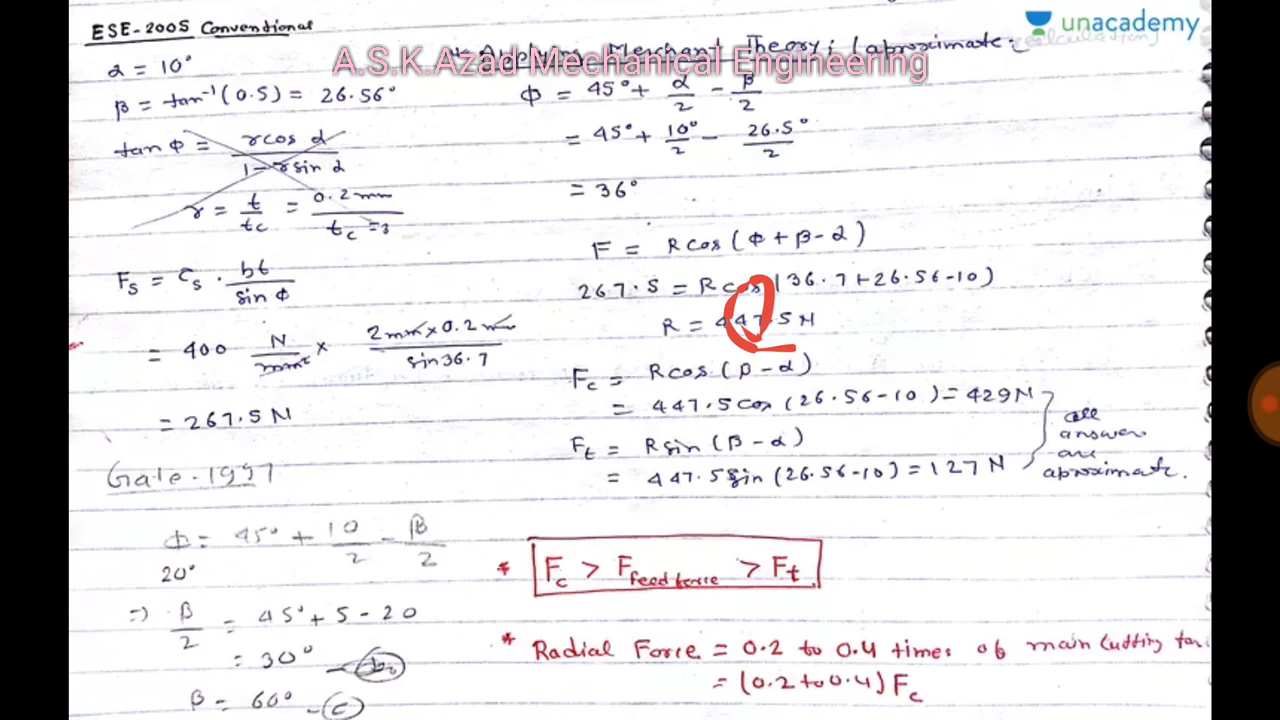 ESE-2005 Conventional
unacademy
Applying Merchant Theory; (aproximate calculation)
A.S.K.Azad Mechanical Engineering
α = 10°
β = tan⁻¹(0.5) = 26.56°
tan φ = r cos α / 1 - r sin α
r = t/tc = 0.2 mm / tc = ?
Fs = τs · bt / sin φ
= 400 N/mm² × 2mm × 0.2 mm / sin 36.7
= 267.5 N
Gate-1997
φ = 45° + 10/2 - β/2
20°
⇒ β/2 = 45° + 5 - 20
= 30°
β = 60° - (c)
φ = 45° + α/2 - β/2
= 45° + 10°/2 - 26.5°/2
= 36°
F = R cos (φ + β - α)
267.5 = R cos (36.7 + 26.56 - 10)
R = 447.5 N
Fc = R cos (β - α)
= 447.5 cos (26.56 - 10) = 429 N
Ft = R sin (β - α)
= 447.5 sin (26.56 - 10) = 127 N
all
answers
are
aproximate.
* Fc > F feed force > Ft
* Radial Force = 0.2 to 0.4 times of main cutting
= (0.2 to 0.4) Fc